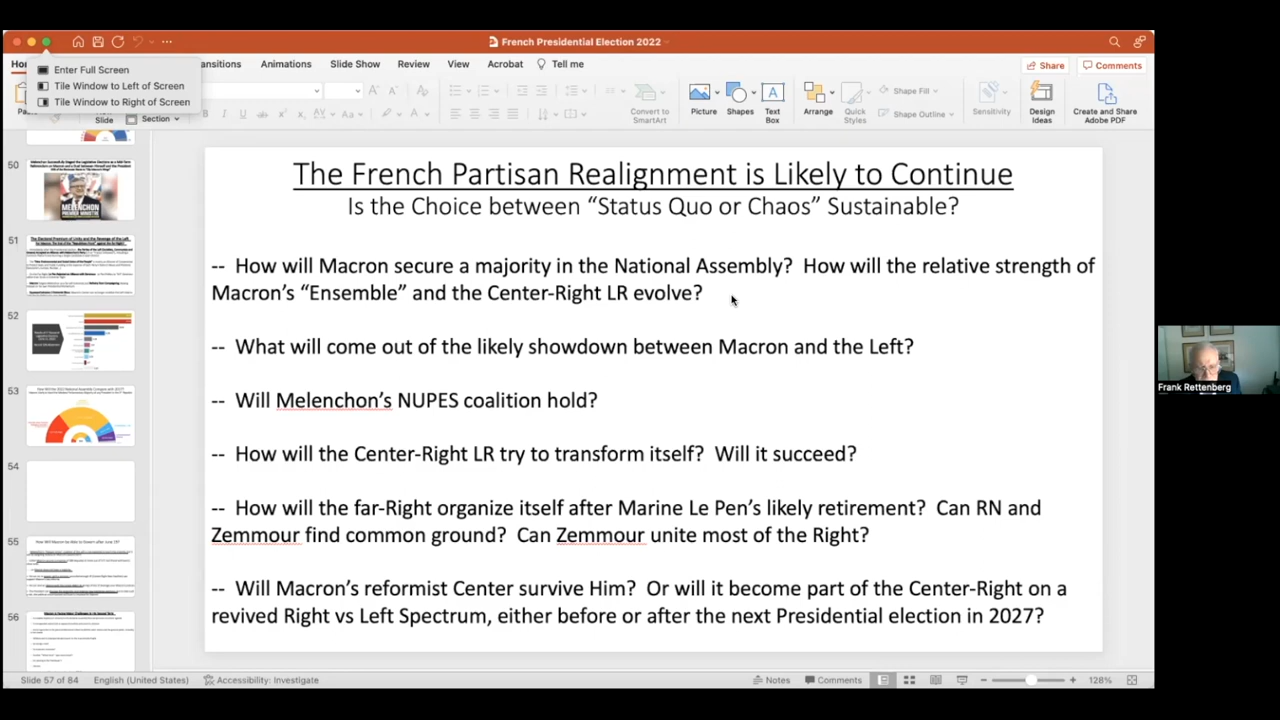 French Presidential Election 2022
Enter Full Screen
Tile Window to Left of Screen
Tile Window to Right of Screen
Animations
Slide Show
Review
View
Acrobat
Tell me
Share
Comments
Slide
Section
Convert to
SmartArt
Picture
Shapes
Text
Box
Arrange
Quick
Styles
Shape Fill
Shape Outline
Sensitivity
Design
Ideas
Create and Share
Adobe PDF
50
51
52
53
54
55
56
The French Partisan Realignment is Likely to Continue
Is the Choice between “Status Quo or Chaos” Sustainable?
-- How will Macron secure a majority in the National Assembly? How will the relative strength of
Macron’s “Ensemble” and the Center-Right LR evolve?
-- What will come out of the likely showdown between Macron and the Left?
-- Will Melenchon’s NUPES coalition hold?
-- How will the Center-Right LR try to transform itself? Will it succeed?
-- How will the far-Right organize itself after Marine Le Pen’s likely retirement? Can RN and
Zemmour find common ground? Can Zemmour unite most of the Right?
-- Will Macron’s reformist Center survive Him? Or will it become part of the Center-Right on a
revived Right vs Left Spectrum, either before or after the next Presidential election in 2027?
Frank Rettenberg
Slide 57 of 84
English (United States)
Accessibility: Investigate
Notes
Comments
128%